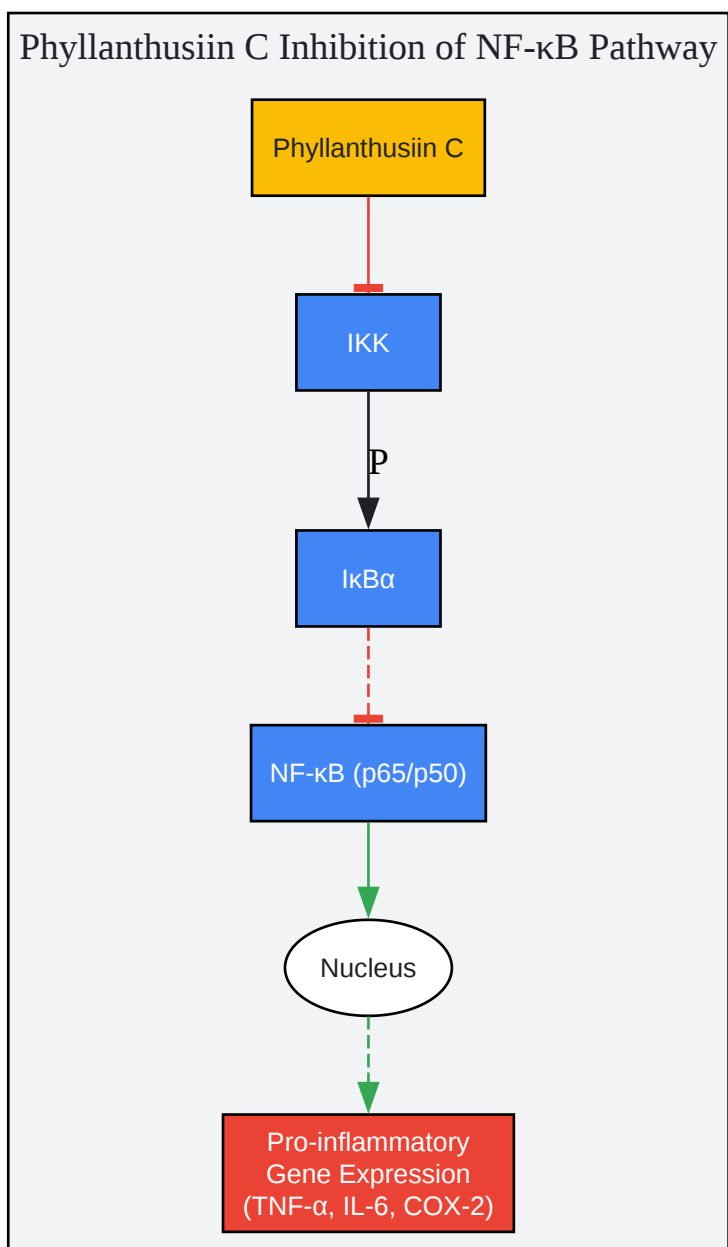 Phyllanthusiin C Inhibition of NF-κB Pathway
Phyllanthusiin C
IKK
P
IκBα
NF-κB (p65/p50)
Nucleus
Pro-inflammatory
Gene Expression
(TNF-α, IL-6, COX-2)